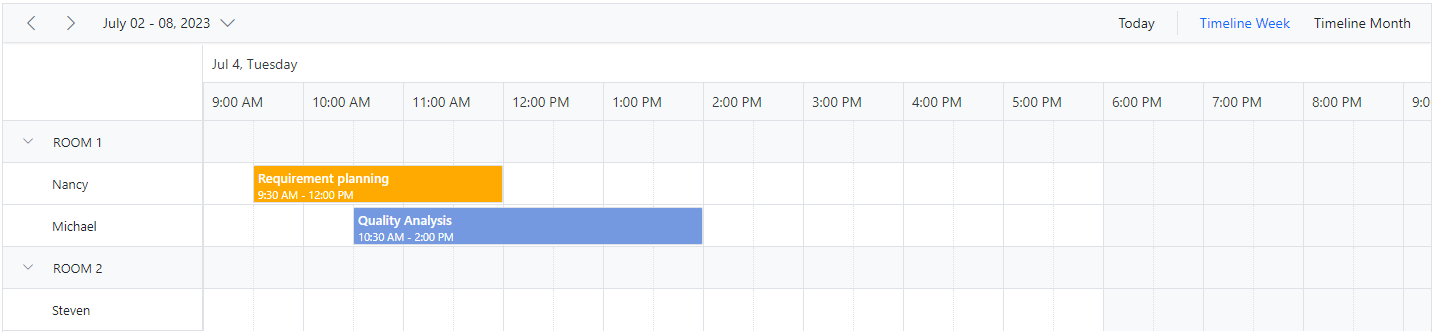 July 02 - 08, 2023 Today Timeline Week Timeline Month
Jul 4, Tuesday
9:00 AM 10:00 AM 11:00 AM 12:00 PM 1:00 PM 2:00 PM 3:00 PM 4:00 PM 5:00 PM 6:00 PM 7:00 PM 8:00 PM 9:0
ROOM 1
Nancy
Requirement planning
9:30 AM - 12:00 PM
Michael
Quality Analysis
10:30 AM - 2:00 PM
ROOM 2
Steven